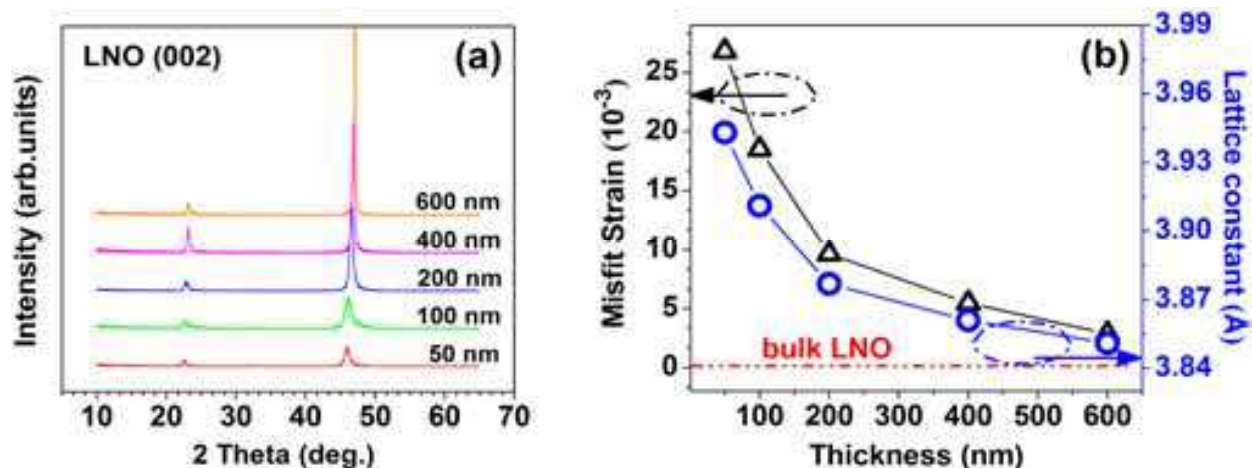 LNO (002)
(a)
600 nm
400 nm
200 nm
100 nm
50 nm
Intensity (arb.units)
10 20 30 40 50 60 70
2 Theta (deg.)
(b)
Misfit Strain (10⁻³)
25
20
15
10
5
0
bulk LNO
100 200 300 400 500 600
Thickness (nm)
3.99
3.96
3.93
3.90
3.87
3.84
Lattice constant (Å)